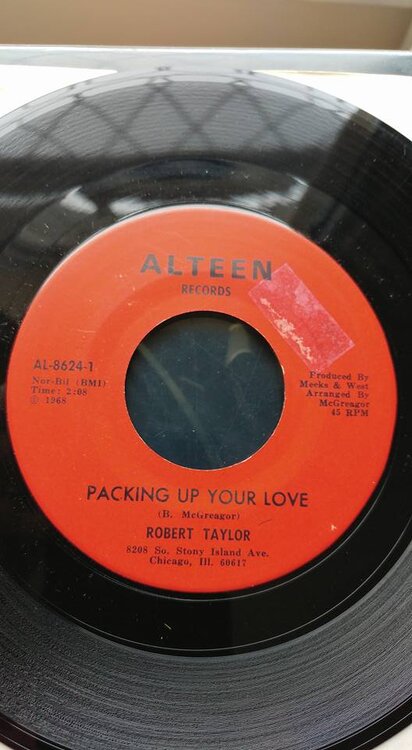 ALTEEN
RECORDS
AL-8624-1
Nor-Bil (BMI)
Time: 2:08
℗ 1968
Produced By
Meeks & West
Arranged By
McGreagor
45 RPM
PACKING UP YOUR LOVE
(B. McGreagor)
ROBERT TAYLOR
8208 So. Stony Island Ave.
Chicago, Ill. 60617